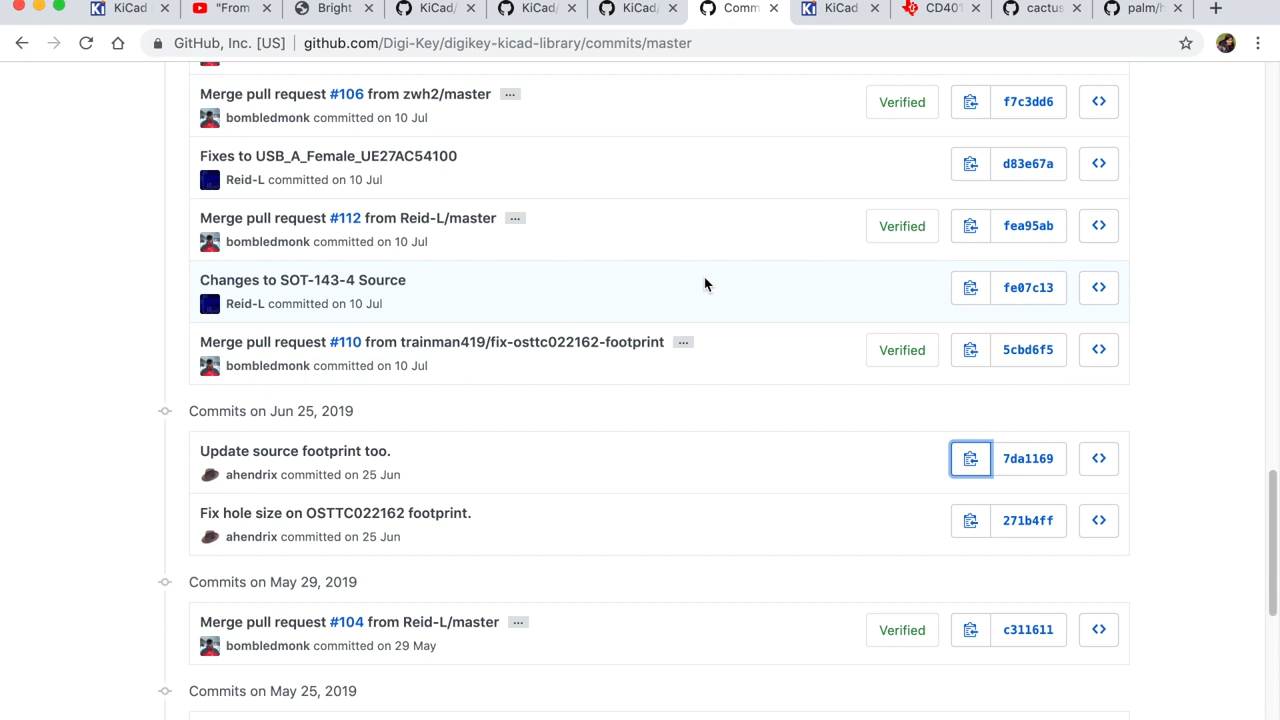 KiCad
"From
Bright
KiCad/
KiCad/
KiCad/
Comm
KiCad
CD401
cactus
palm/h
GitHub, Inc. [US] | github.com/Digi-Key/digikey-kicad-library/commits/master
Merge pull request #106 from zwh2/master ...
Verified
f7c3dd6
bombledmonk committed on 10 Jul
Fixes to USB_A_Female_UE27AC54100
d83e67a
Reid-L committed on 10 Jul
Merge pull request #112 from Reid-L/master ...
Verified
fea95ab
bombledmonk committed on 10 Jul
Changes to SOT-143-4 Source
fe07c13
Reid-L committed on 10 Jul
Merge pull request #110 from trainman419/fix-osttc022162-footprint ...
Verified
5cbd6f5
bombledmonk committed on 10 Jul
Commits on Jun 25, 2019
Update source footprint too.
7da1169
ahendrix committed on 25 Jun
Fix hole size on OSTTC022162 footprint.
271b4ff
ahendrix committed on 25 Jun
Commits on May 29, 2019
Merge pull request #104 from Reid-L/master ...
Verified
c311611
bombledmonk committed on 29 May
Commits on May 25, 2019